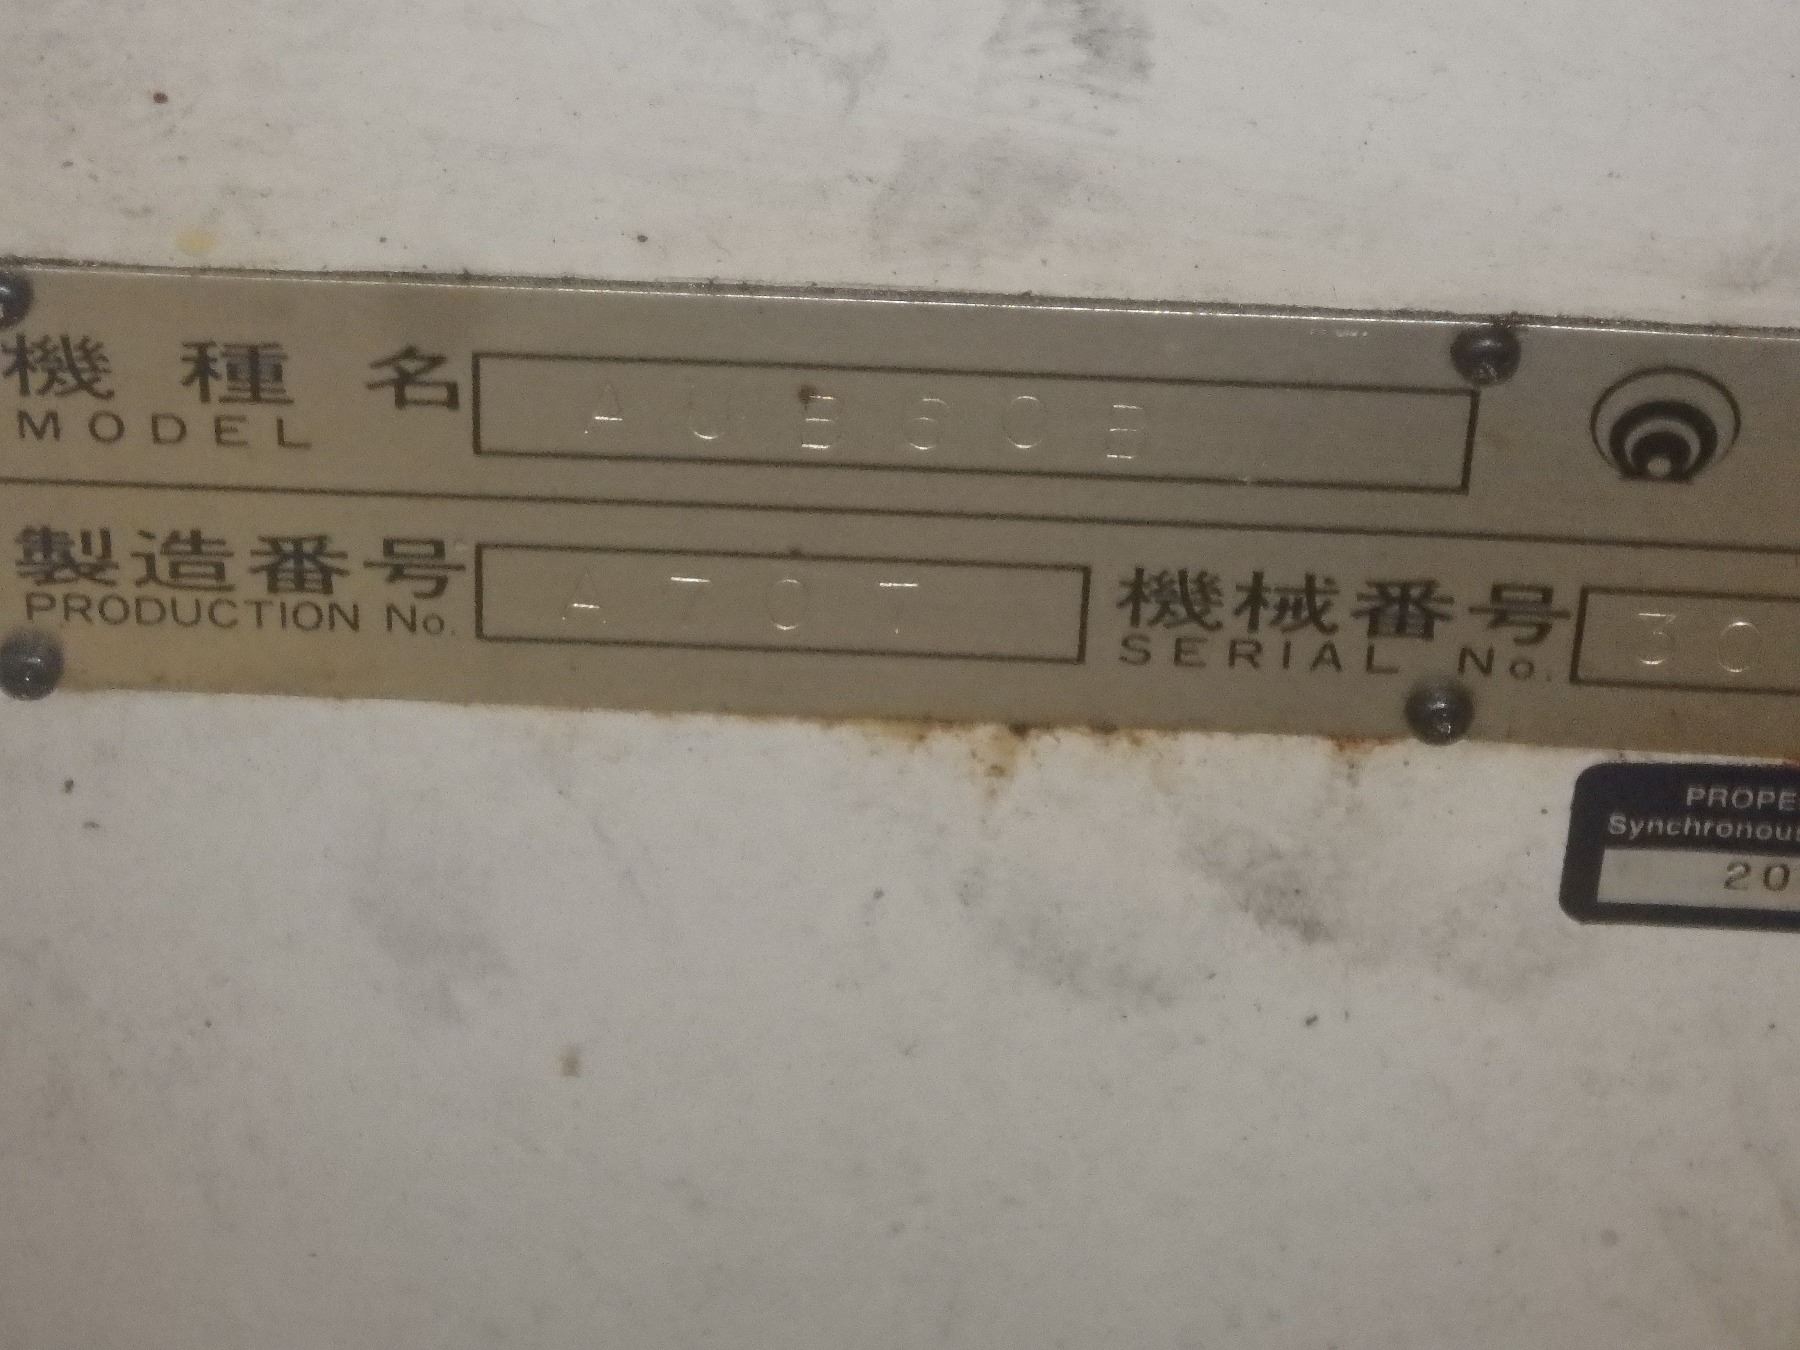 機種名 AUB60B
MODEL
製造番号 A707 機械番号 30
PRODUCTION No. SERIAL No.
PROPE
Synchronous
20